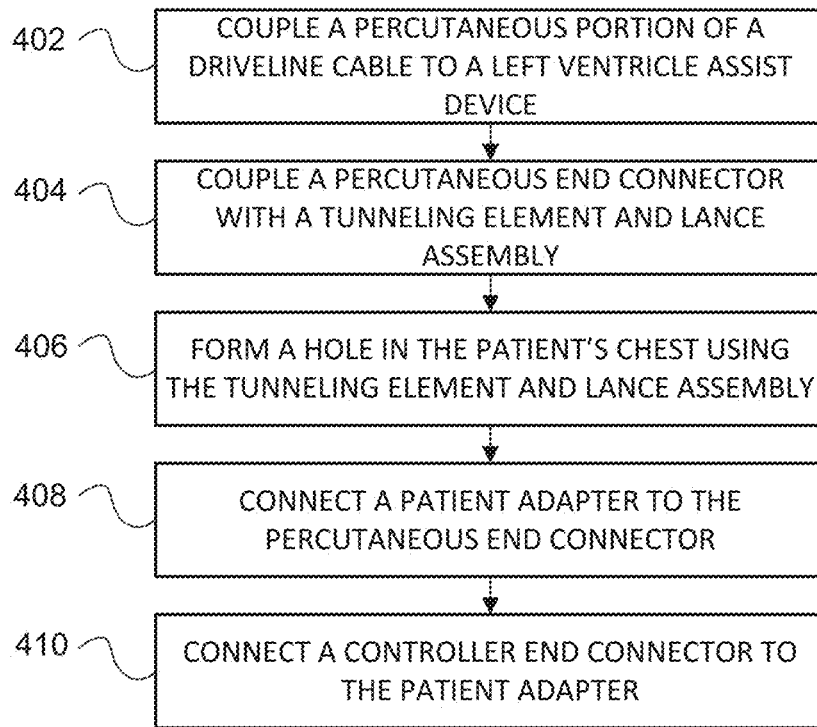 402
COUPLE A PERCUTANEOUS PORTION OF A
DRIVELINE CABLE TO A LEFT VENTRICLE ASSIST
DEVICE
404
COUPLE A PERCUTANEOUS END CONNECTOR
WITH A TUNNELING ELEMENT AND LANCE
ASSEMBLY
406
FORM A HOLE IN THE PATIENT'S CHEST USING
THE TUNNELING ELEMENT AND LANCE ASSEMBLY
408
CONNECT A PATIENT ADAPTER TO THE
PERCUTANEOUS END CONNECTOR
410
CONNECT A CONTROLLER END CONNECTOR TO
THE PATIENT ADAPTER